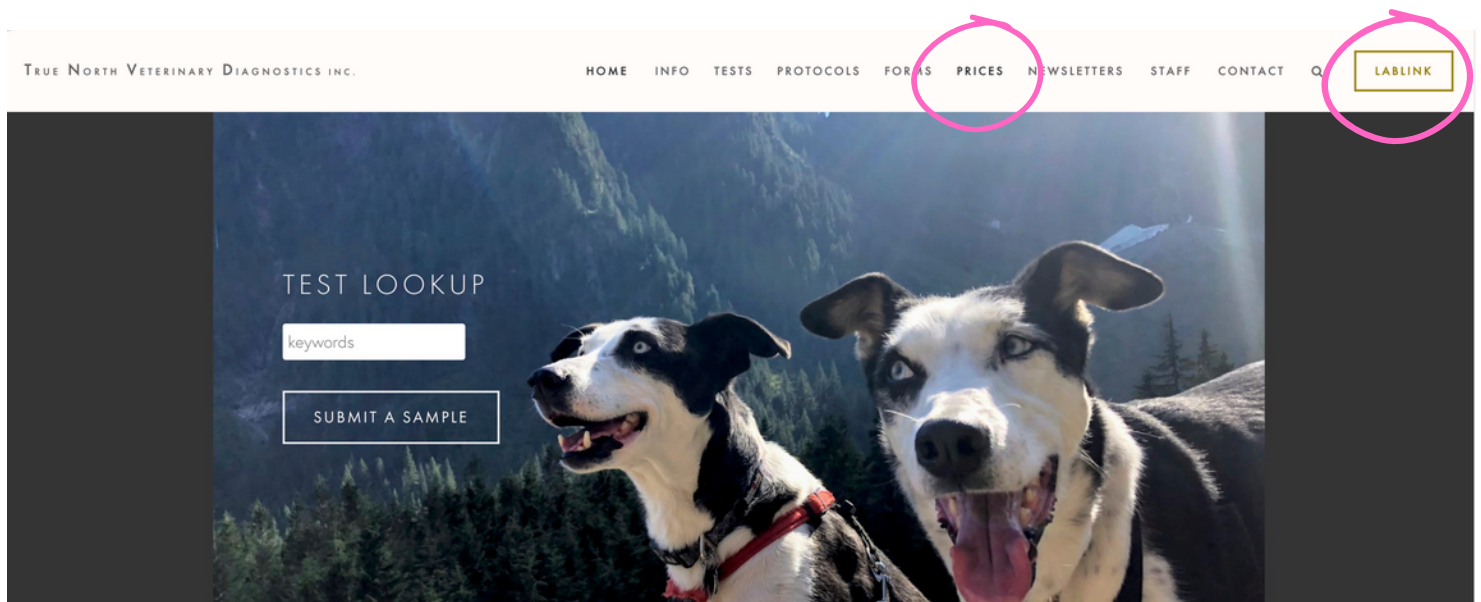 TRUE NORTH VETERINARY DIAGNOSTICS INC.
HOME INFO TESTS PROTOCOLS FORMS PRICES NEWSLETTERS STAFF CONTACT LABLINK
TEST LOOKUP
keywords
SUBMIT A SAMPLE